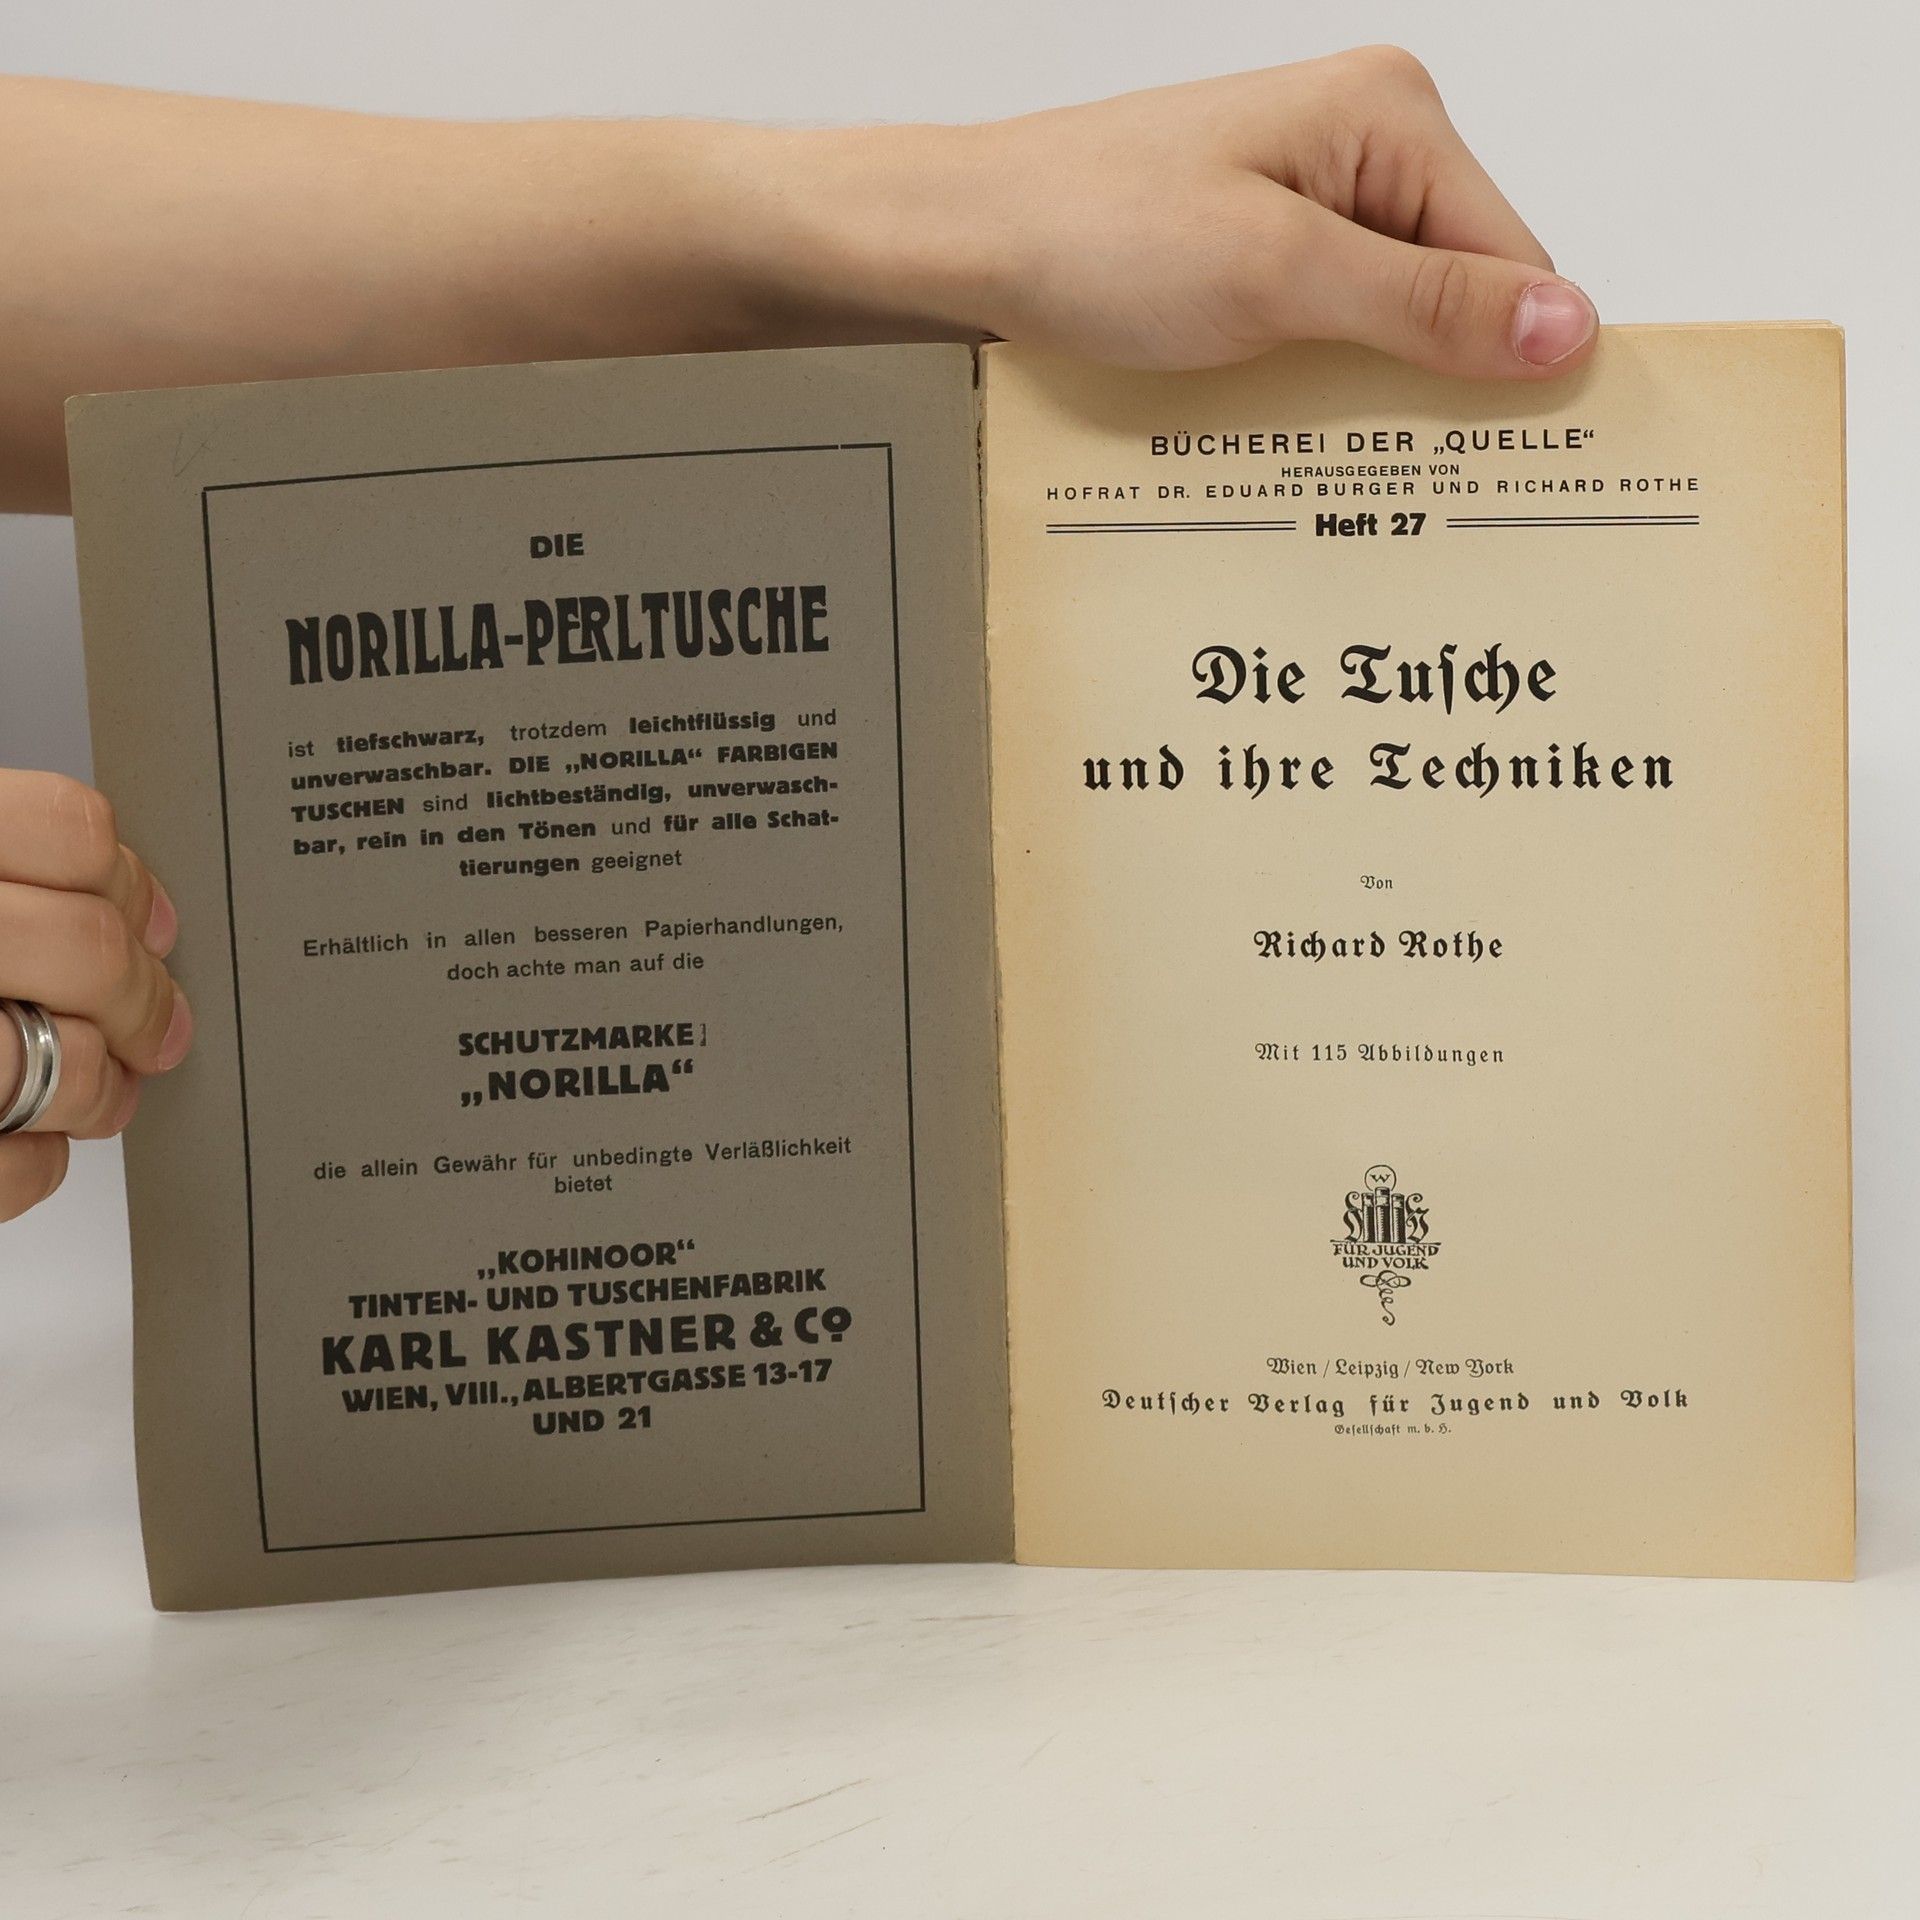 DIE
NORILLA-PERLTUSCHE
ist tiefschwarz, trotzdem leichtflüssig und
unverwaschbar. DIE „NORILLA“ FARBIGEN
TUSCHEN sind lichtbeständig, unverwasch-
bar, rein in den Tönen und für alle Schat-
tierungen geeignet
Erhältlich in allen besseren Papierhandlungen,
doch achte man auf die
SCHUTZMARKE
„NORILLA“
die allein Gewähr für unbedingte Verläßlichkeit
bietet
„KOHINOOR“
TINTEN- UND TUSCHENFABRIK
KARL KASTNER & Cº
WIEN, VIII., ALBERTGASSE 13-17
UND 21
BÜCHEREI DER „QUELLE“
HERAUSGEGEBEN VON
HOFRAT DR. EDUARD BURGER UND RICHARD ROTHE
Heft 27
Die Tuſche
und ihre Techniken
Von
Richard Rothe
Mit 115 Abbildungen
W
FÜR JUGEND
UND VOLK
Wien / Leipzig / New York
Deutſcher Verlag für Jugend und Volk
Geſellſchaft m. b. H.